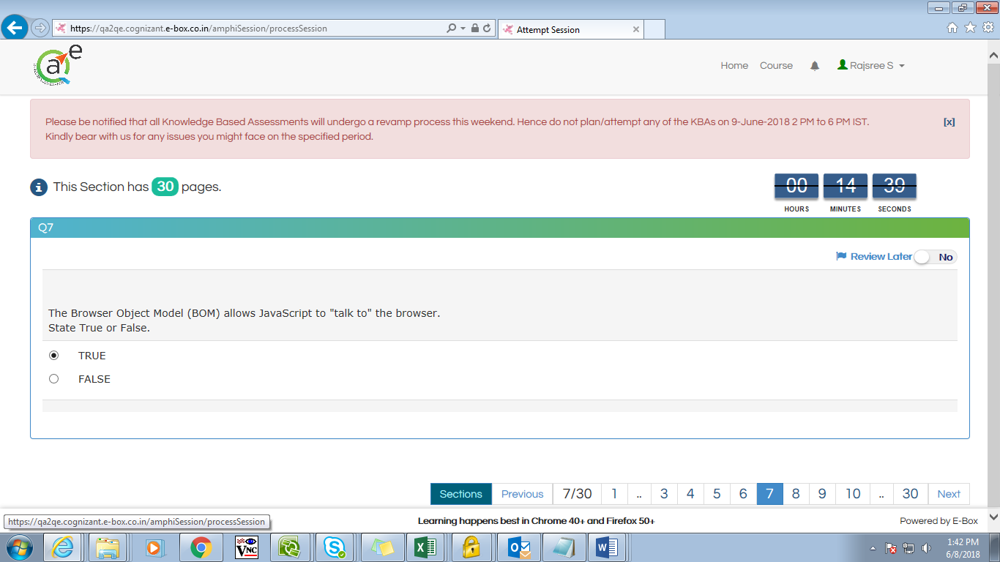 https://qa2qe.cognizant.e-box.co.in/amphiSession/processSession
Attempt Session
a e
Home Course Rajsree S
Please be notified that all Knowledge Based Assessments will undergo a revamp process this weekend. Hence do not plan/attempt any of the KBAs on 9-June-2018 2 PM to 6 PM IST. [x]
Kindly bear with us for any issues you might face on the specified period.
This Section has 30 pages.
00 14 39
HOURS MINUTES SECONDS
Q7
Review Later No
The Browser Object Model (BOM) allows JavaScript to "talk to" the browser.
State True or False.
TRUE
FALSE
Sections Previous 7/30 1 .. 3 4 5 6 7 8 9 10 .. 30 Next
https://qa2qe.cognizant.e-box.co.in/amphiSession/processSession
Learning happens best in Chrome 40+ and Firefox 50+
Powered by E-Box
VNC
1:42 PM
6/8/2018